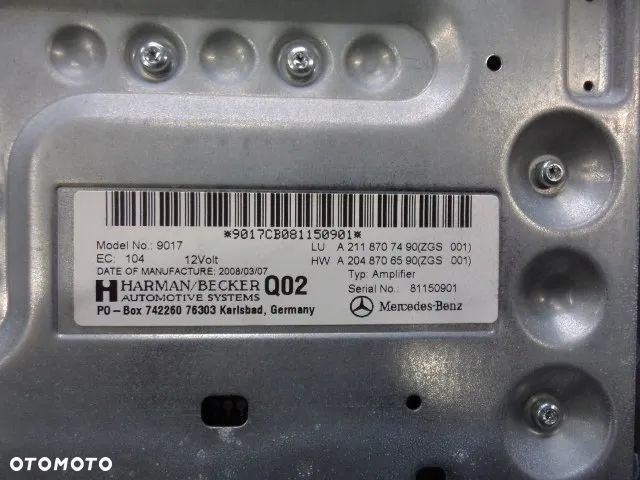 *9017CB081150901*
Model No.: 9017 LU A 211 870 74 90(ZGS 001)
EC: 104 12Volt HW A 204 870 65 90(ZGS 001)
DATE OF MANUFACTURE: 2008/03/07 Typ: Amplifier
HARMAN/BECKER Q02 Serial No.: 81150901
AUTOMOTIVE SYSTEMS Mercedes-Benz
PO – Box 742260 76303 Karlsbad, Germany
OTOMOTO